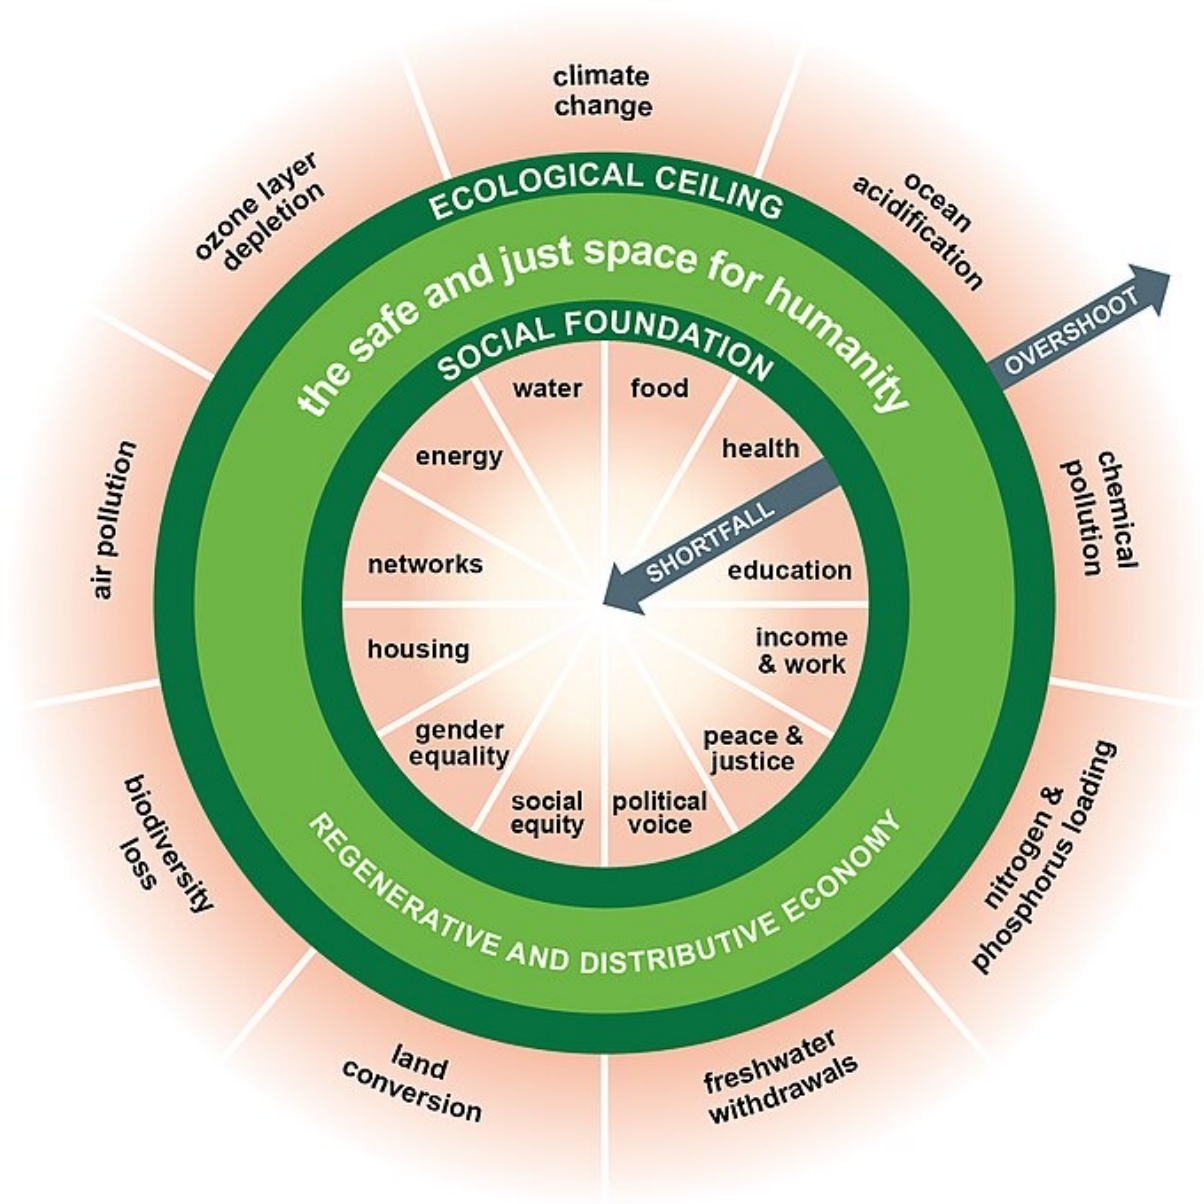 climate
change
ocean
acidification
OVERSHOOT
chemical
pollution
nitrogen &
phosphorus loading
freshwater
withdrawals
land
conversion
biodiversity
loss
air pollution
ozone layer
depletion
ECOLOGICAL CEILING
the safe and just space for humanity
SOCIAL FOUNDATION
water
food
health
SHORTFALL
education
income
& work
peace &
justice
political
voice
social
equity
gender
equality
housing
networks
energy
REGENERATIVE AND DISTRIBUTIVE ECONOMY